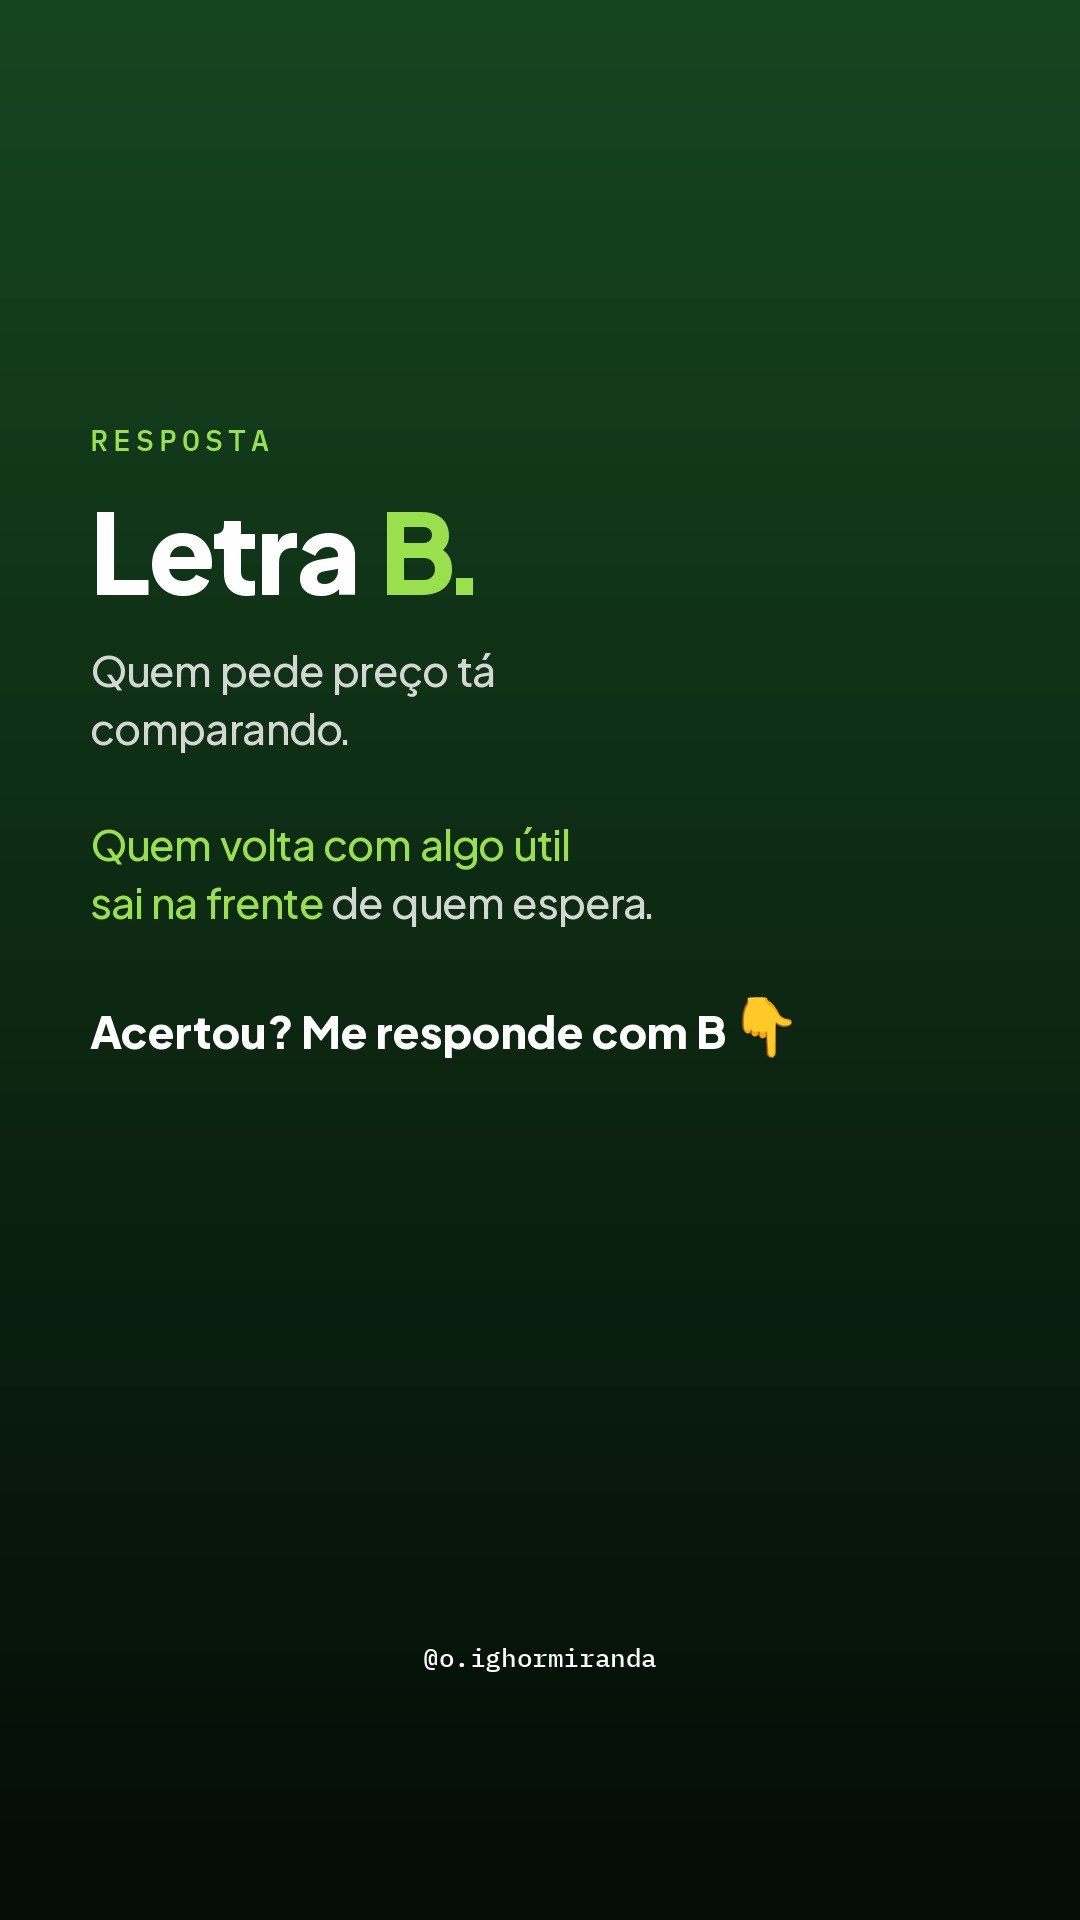 RESPOSTA
Letra B.
Quem pede preço tá
comparando.
Quem volta com algo útil
sai na frente de quem espera.
Acertou? Me responde com B 👇
@o.ighormiranda